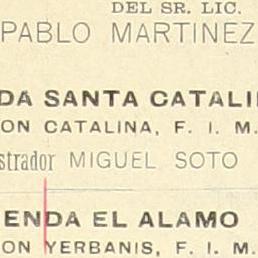 DEL SR. LIC.
PABLO MARTINEZ
DA SANTA CATALI
ON CATALINA, F. I. M.
strador MIGUEL SOTO
ENDA EL ALAMO
ON YERBANIS, F. I. M.